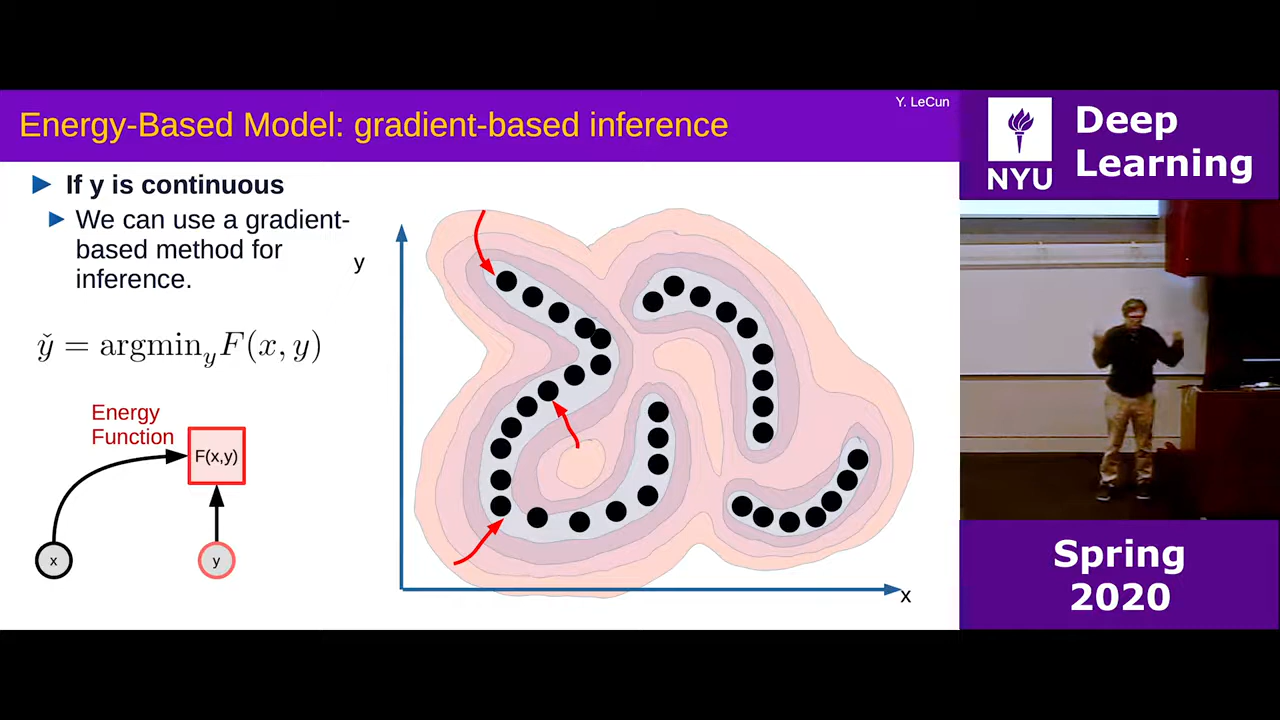 Y. LeCun
Energy-Based Model: gradient-based inference
► If y is continuous
► We can use a gradient-
based method for
inference.
y̌ = argmin_y F(x, y)
Energy
Function
F(x,y)
x
y
y
x
NYU
Deep
Learning
Spring
2020